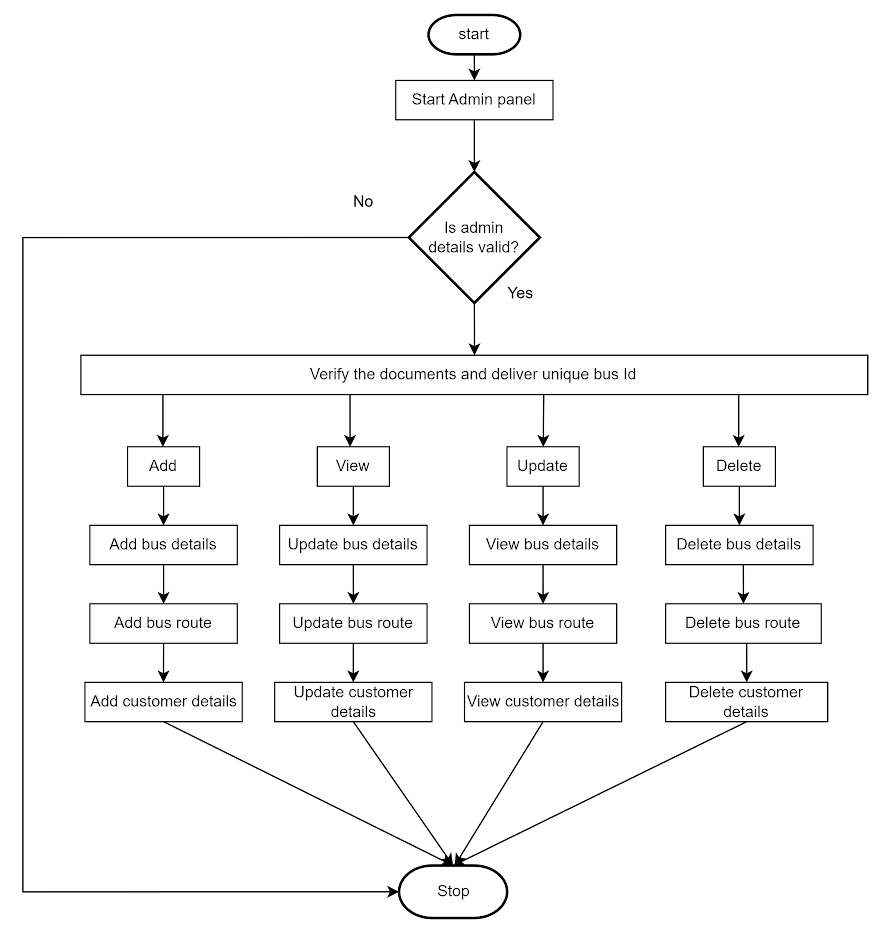 start
Start Admin panel
No
Is admin
details valid?
Yes
Verify the documents and deliver unique bus Id
Add
View
Update
Delete
Add bus details
Update bus details
View bus details
Delete bus details
Add bus route
Update bus route
View bus route
Delete bus route
Add customer details
Update customer
details
View customer details
Delete customer
details
Stop